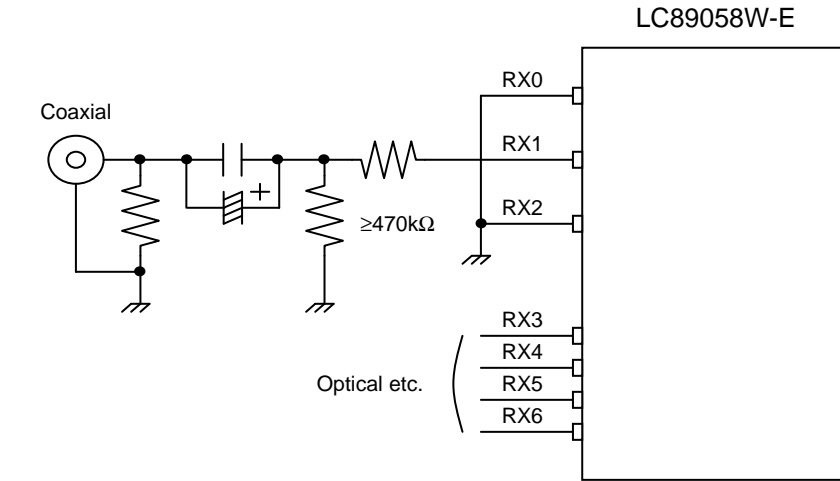 LC89058W-E
RX0
Coaxial
RX1
+
RX2
≥470kΩ
RX3
RX4
Optical etc.
RX5
RX6